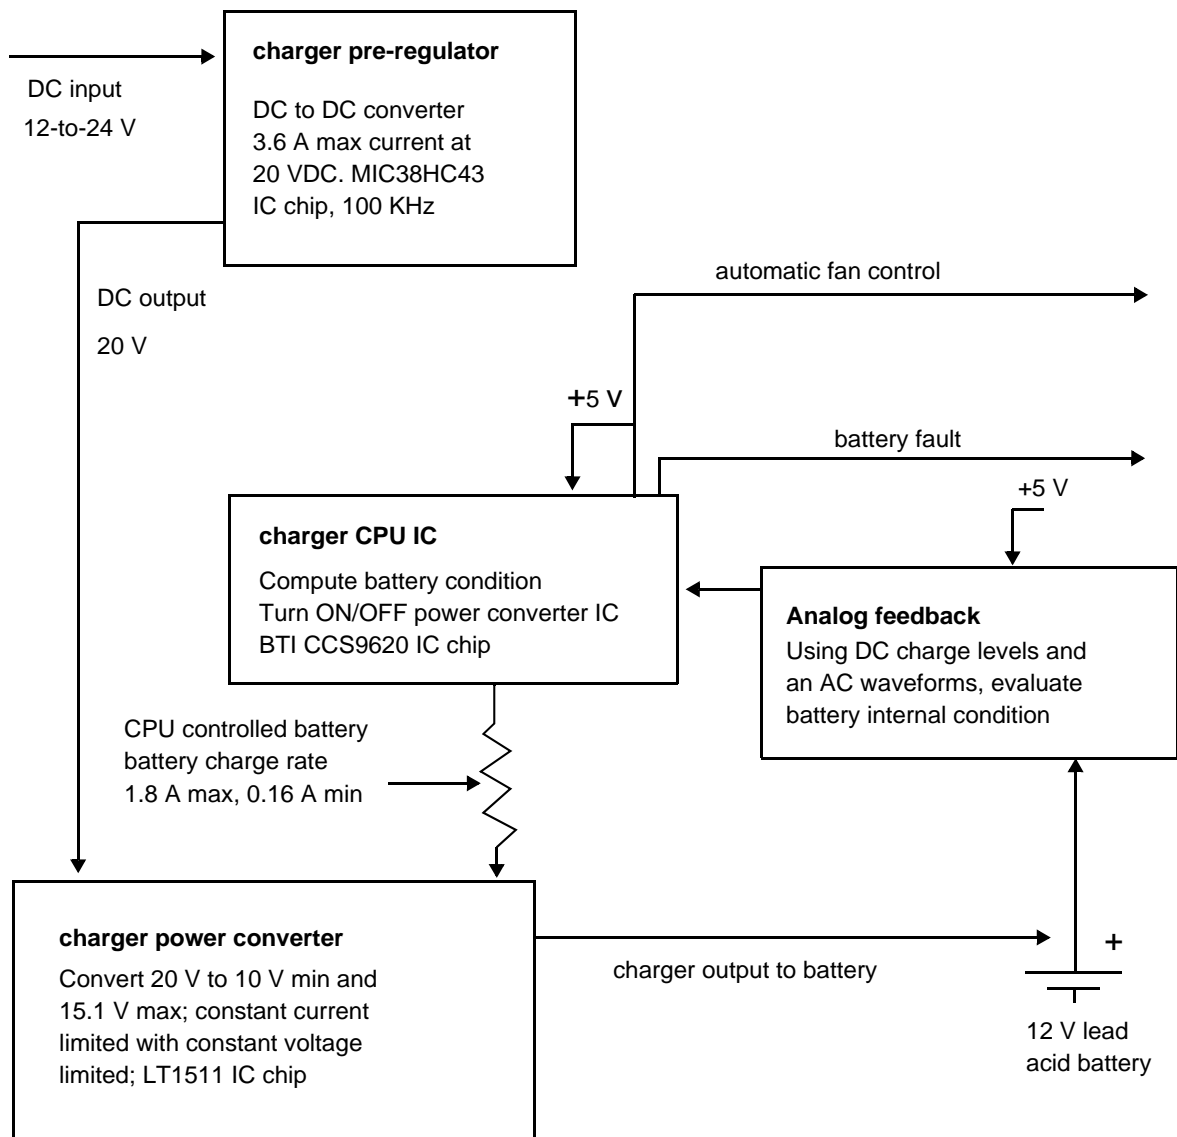 charger pre-regulator
DC to DC converter
3.6 A max current at
20 VDC. MIC38HC43
IC chip, 100 KHz
DC input
12-to-24 V
DC output
20 V
automatic fan control
+5 V
battery fault
+5 V
charger CPU IC
Compute battery condition
Turn ON/OFF power converter IC
BTI CCS9620 IC chip
Analog feedback
Using DC charge levels and
an AC waveforms, evaluate
battery internal condition
CPU controlled battery
battery charge rate
1.8 A max, 0.16 A min
charger power converter
Convert 20 V to 10 V min and
15.1 V max; constant current
limited with constant voltage
limited; LT1511 IC chip
charger output to battery
+
12 V lead
acid battery